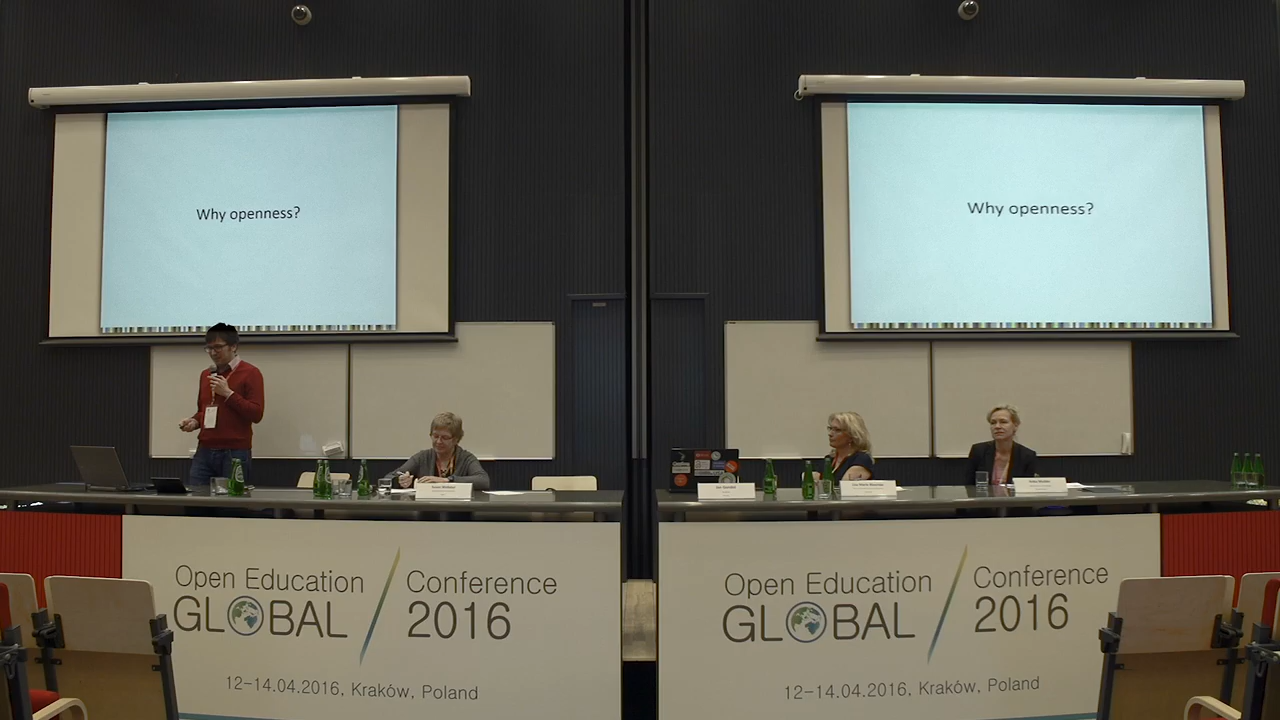 Why openness?
Why openness?
Open Education
GLOBAL
Conference
2016
12-14.04.2016, Kraków, Poland
Open Education
GLOBAL
Conference
2016
12-14.04.2016, Kraków, Poland